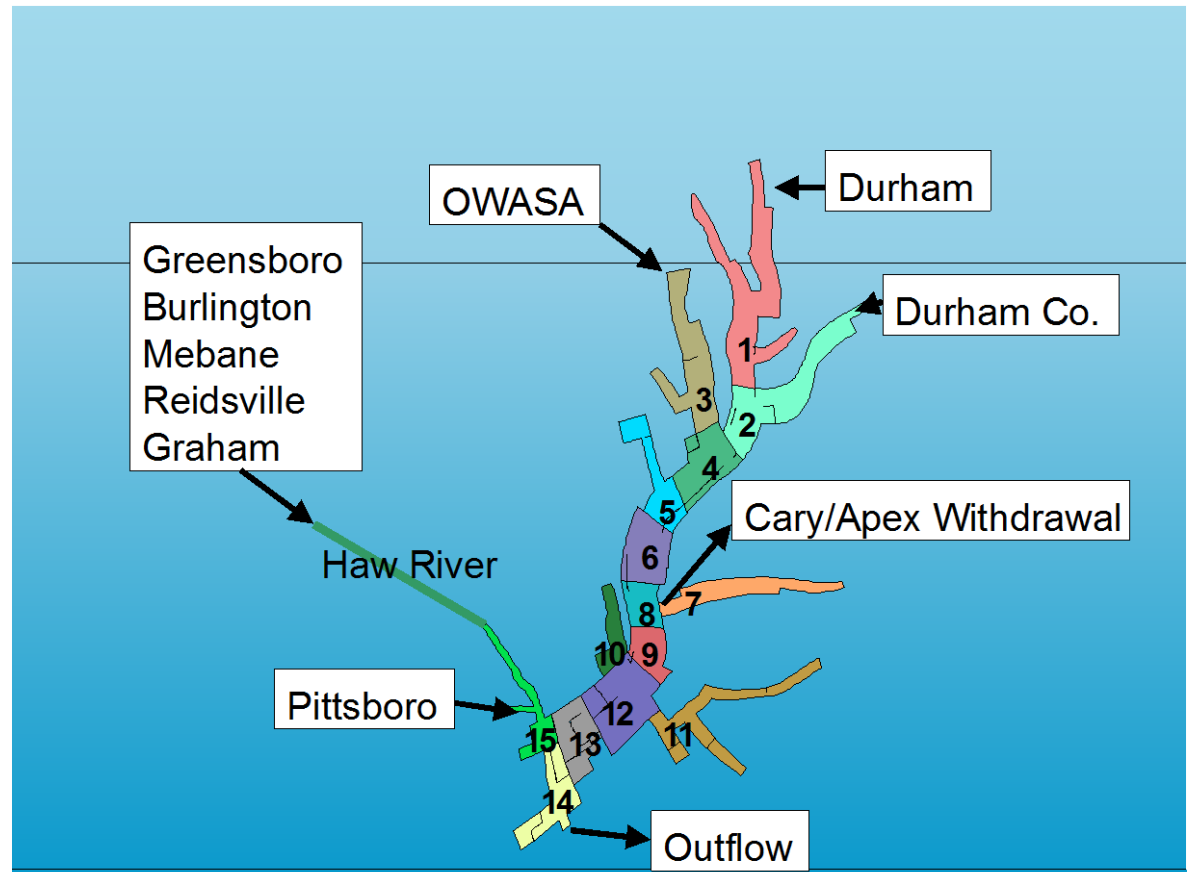 Durham
OWASA
Greensboro
Burlington
Mebane
Reidsville
Graham
Durham Co.
1
3
2
4
Cary/Apex Withdrawal
5
6
Haw River
7
8
10
9
Pittsboro
12
11
15
13
14
Outflow